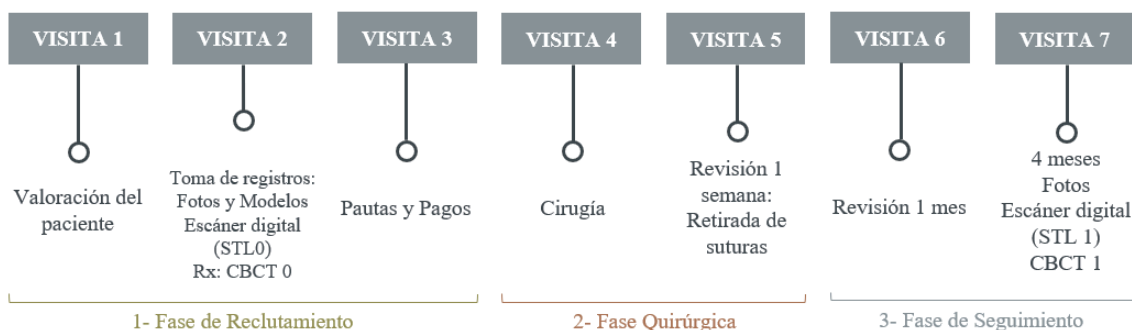 VISITA 1
VISITA 2
VISITA 3
VISITA 4
VISITA 5
VISITA 6
VISITA 7
Valoración del
paciente
Toma de registros:
Fotos y Modelos
Escáner digital
(STL0)
Rx: CBCT 0
Pautas y Pagos
Cirugía
Revisión 1
semana:
Retirada de
suturas
Revisión 1 mes
4 meses
Fotos
Escáner digital
(STL 1)
CBCT 1
1- Fase de Reclutamiento
2- Fase Quirúrgica
3- Fase de Seguimiento